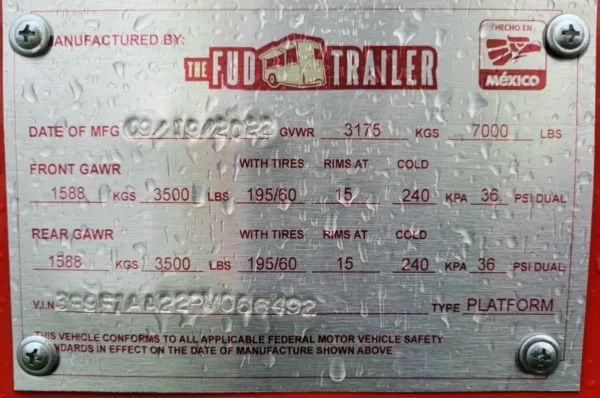 MANUFACTURED BY:
THE FUD TRAILER
HECHO EN
MÉXICO
DATE OF MFG 09/19/2022 GVWR 3175 KGS 7000 LBS
FRONT GAWR WITH TIRES RIMS AT COLD
1588 KGS 3500 LBS 195/60 15 240 KPA 36 PSI DUAL
REAR GAWR WITH TIRES RIMS AT COLD
1588 KGS 3500 LBS 195/60 15 240 KPA 36 PSI DUAL
V.I.N TYPE PLATFORM
THIS VEHICLE CONFORMS TO ALL APPLICABLE FEDERAL MOTOR VEHICLE SAFETY
STANDARDS IN EFFECT ON THE DATE OF MANUFACTURE SHOWN ABOVE